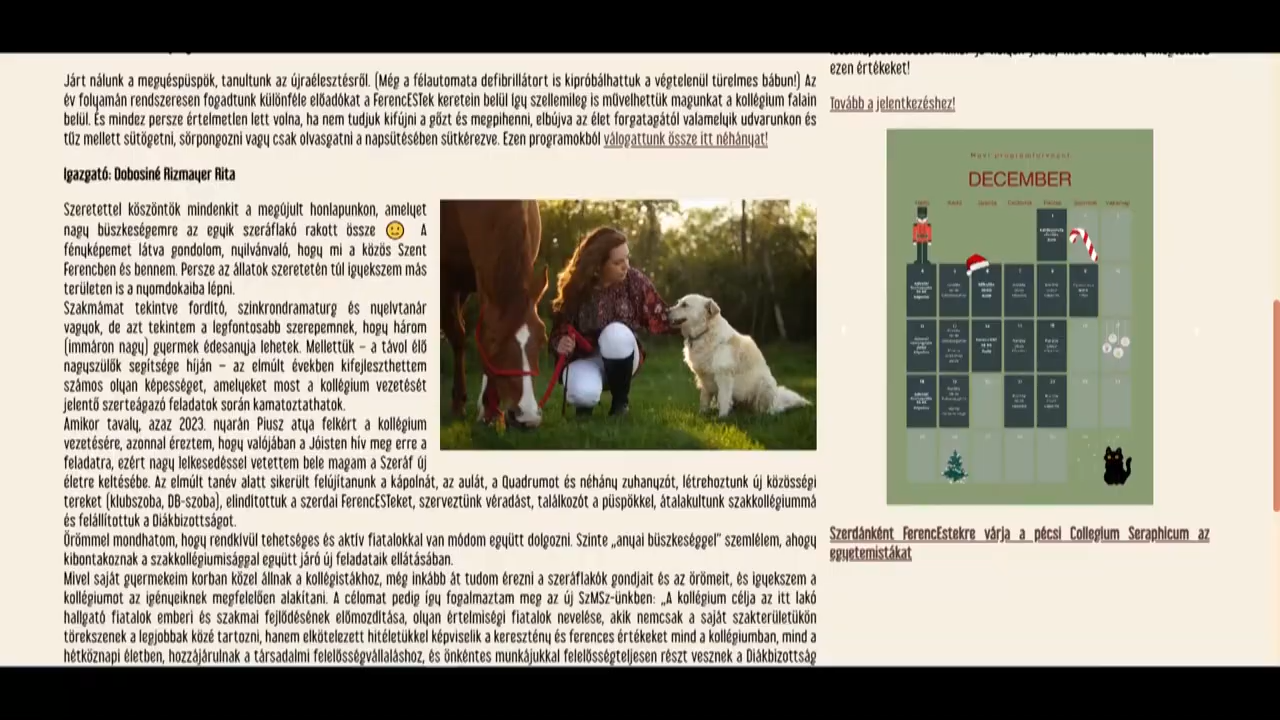 Járt nálunk a megyéspüspök, tanultunk az újraélesztésről. (Még a félautomata defibrillátort is kipróbálhattuk a végtelenül türelmes bábun!) Az
év folyamán rendszeresen fogadtunk különféle előadókat a FerencESTek keretein belül így szellemileg is művelhettük magunkat a kollégium falain
belül. És mindez persze értelmetlen lett volna, ha nem tudjuk kifújni a gőzt és megpihenni, elbújva az élet forgatagától valamelyik udvarunkon és
tűz mellett sütögetni, sörpongozni vagy csak olvasgatni a napsütésében sütkérezve. Ezen programokból válogattunk össze itt néhányat!
Igazgató: Dobosiné Rizmayer Rita
Szeretettel köszöntök mindenkit a megújult honlapunkon, amelyet
nagy büszkeségemre az egyik szeráflakó rakott össze 🙂 A
fényképemet látva gondolom, nyilvánvaló, hogy mi a közös Szent
Ferencben és bennem. Persze az állatok szeretetén túl igyekszem más
területen is a nyomdokaiba lépni.
Szakmámat tekintve fordító, szinkrondramaturg és nyelvtanár
vagyok, de azt tekintem a legfontosabb szerepemnek, hogy három
(immáron nagy) gyermek édesanyja lehetek. Mellettük – a távol élő
nagyszülők segítsége híján – az elmúlt években kifejleszthettem
számos olyan képességet, amelyeket most a kollégium vezetését
jelentő szerteágazó feladatok során kamatoztathatok.
Amikor tavaly, azaz 2023. nyarán Piusz atya felkért a kollégium
vezetésére, azonnal éreztem, hogy valójában a Jóisten hív meg erre a
feladatra, ezért nagy lelkesedéssel vetettem bele magam a Szeráf új
életre keltésébe. Az elmúlt tanév alatt sikerült felújítanunk a kápolnát, az aulát, a Quadrumot és néhány zuhanyzót, létrehoztunk új közösségi
tereket (klubszoba, DB-szoba), elindítottuk a szerdai FerencESTeket, szerveztünk véradást, találkozót a püspökkel, átalakultunk szakkollégiummá
és felállítottuk a Diákbizottságot.
Örömmel mondhatom, hogy rendkívül tehetséges és aktív fiatalokkal van módom együtt dolgozni. Szinte „anyai büszkeséggel” szemlélem, ahogy
kibontakoznak a szakkollégiumisággal együtt járó új feladataik ellátásában.
Mivel saját gyermekeim korban közel állnak a kollégistákhoz, még inkább át tudom érezni a szeráflakók gondjait és az örömeit, és igyekszem a
kollégiumot az igényeiknek megfelelően alakítani. A célomat pedig így fogalmaztam meg az új SzMSz-ünkben: „A kollégium célja az itt lakó
hallgató fiatalok emberi és szakmai fejlődésének előmozdítása, olyan értelmiségi fiatalok nevelése, akik nemcsak a saját szakterületükön
törekszenek a legjobbak közé tartozni, hanem elkötelezett hitéletükkel képviselik a keresztény és ferences értékeket mind a kollégiumban, mind a
hétköznapi életben, hozzájárulnak a társadalmi felelősségvállaláshoz, és önkéntes munkájukkal felelősségteljesen részt vesznek a Diákbizottság
ezen értékeket!
Tovább a jelentkezéshez!
DECEMBER
Szerdánként FerencEstekre várja a pécsi Collegium Seraphicum az
egyetemistákat